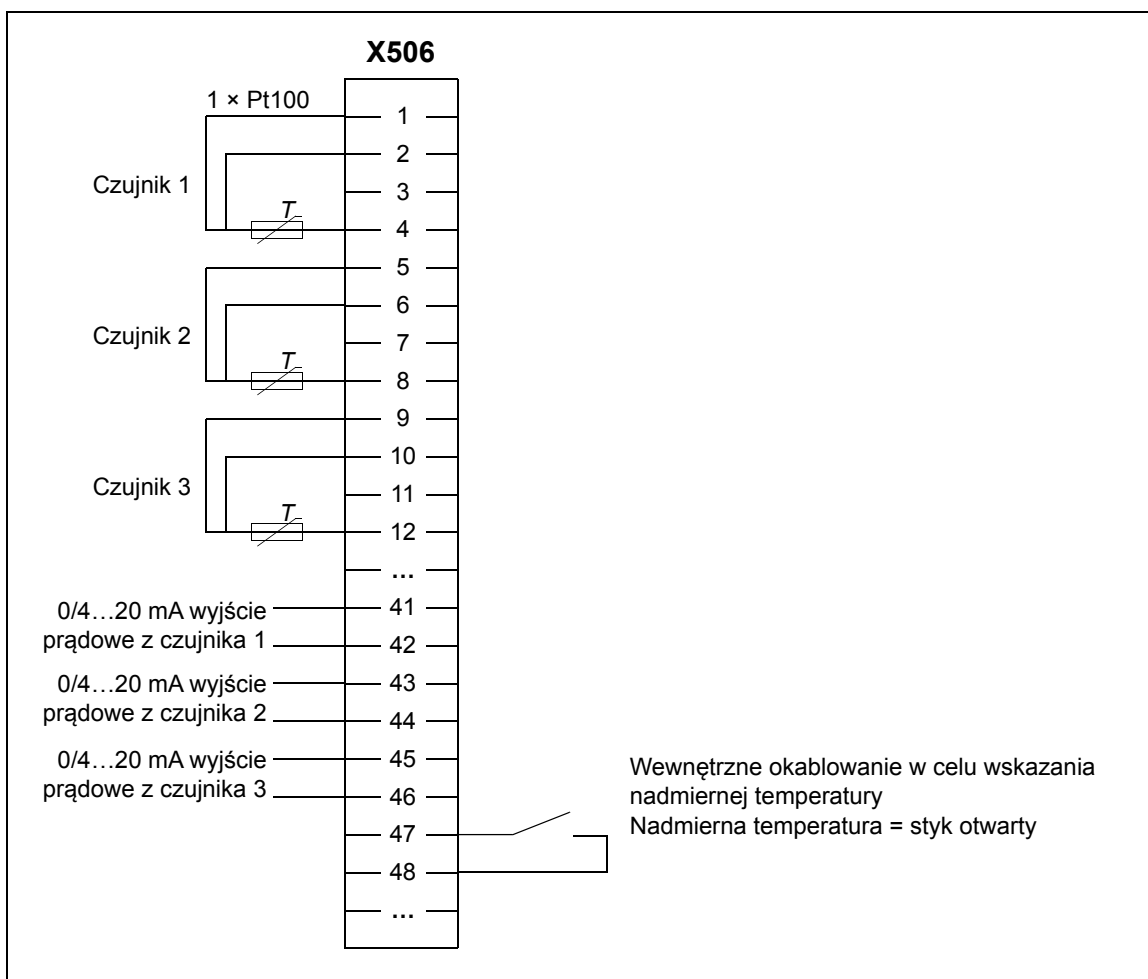 X506
1 × Pt100
1
2
Czujnik 1
3
T
4
5
6
Czujnik 2
7
T
8
9
10
Czujnik 3
11
T
12
...
0/4…20 mA wyjście
prądowe z czujnika 1
41
42
0/4…20 mA wyjście
prądowe z czujnika 2
43
44
0/4…20 mA wyjście
prądowe z czujnika 3
45
46
47
48
...
Wewnętrzne okablowanie w celu wskazania
nadmiernej temperatury
Nadmierna temperatura = styk otwarty